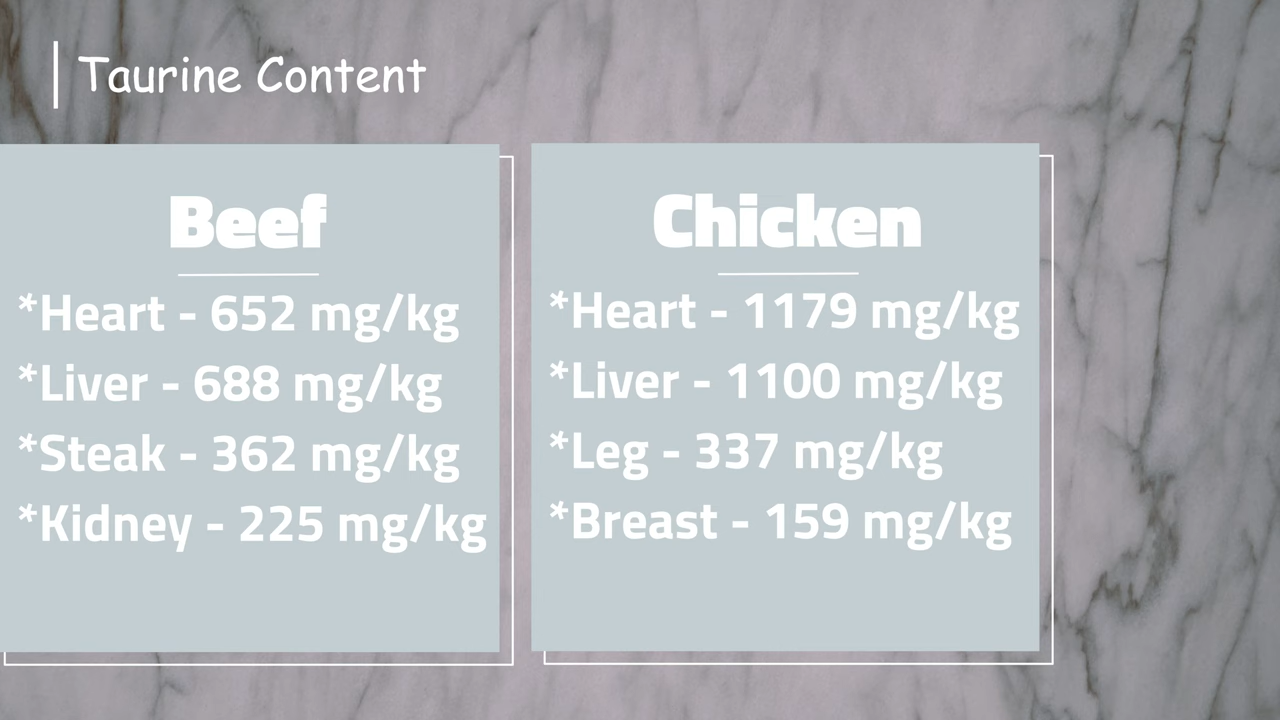 Taurine Content
Beef
*Heart - 652 mg/kg
*Liver - 688 mg/kg
*Steak - 362 mg/kg
*Kidney - 225 mg/kg
Chicken
*Heart - 1179 mg/kg
*Liver - 1100 mg/kg
*Leg - 337 mg/kg
*Breast - 159 mg/kg